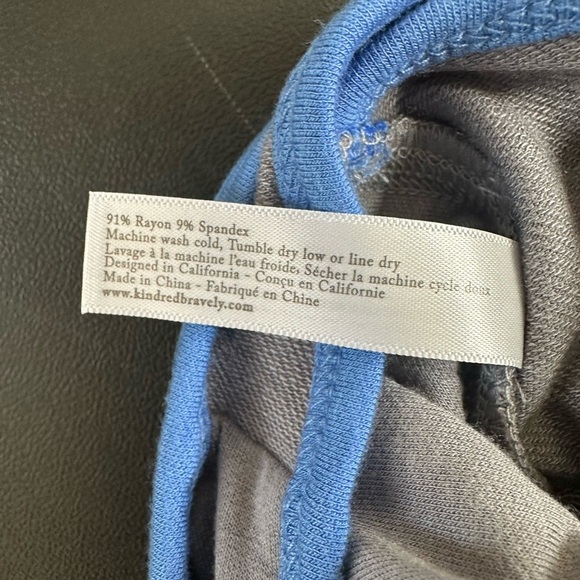 91% Rayon 9% Spandex
Machine wash cold, Tumble dry low or line dry
Lavage à la machine l'eau froide, Sécher la machine cycle doux
Designed in California - Conçu en Californie
Made in China - Fabriqué en Chine
www.kindredbravely.com